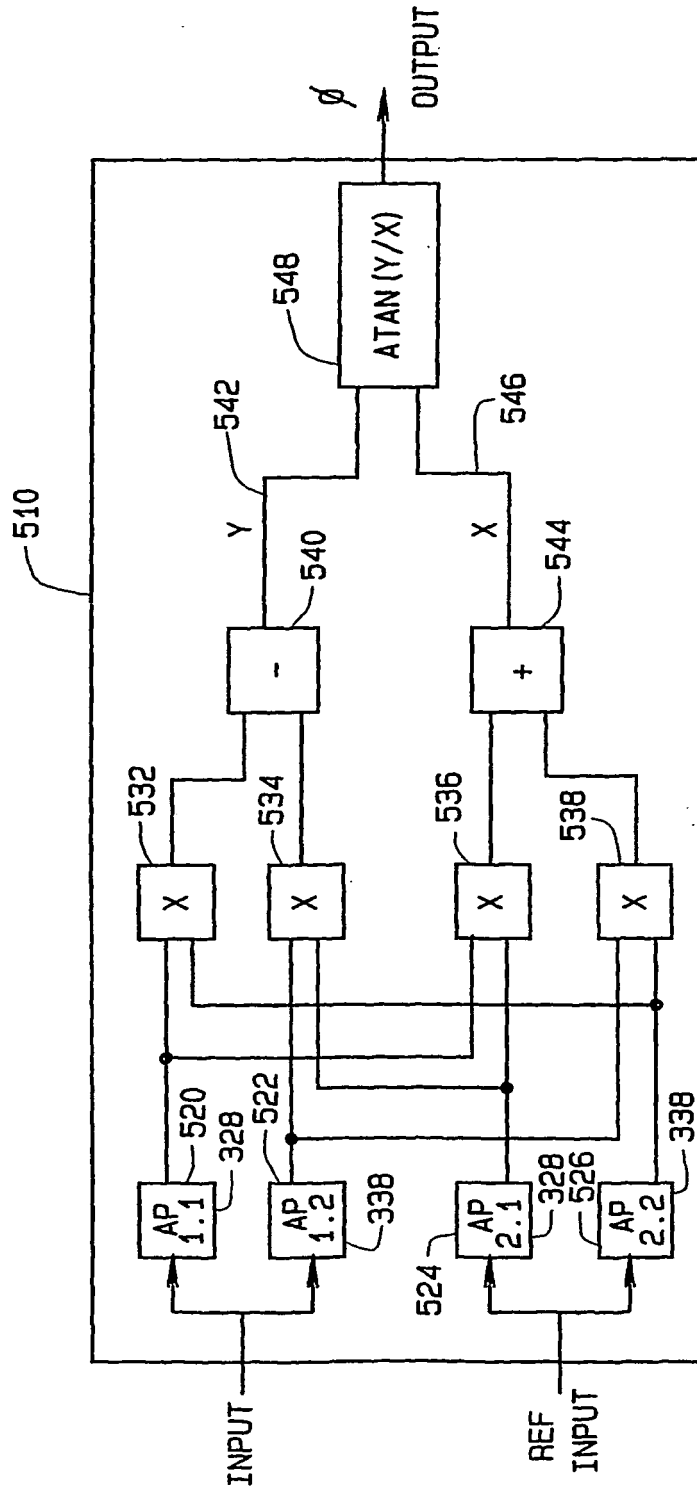 510
INPUT
AP
1.1
520
328
AP
1.2
522
338
REF
INPUT
524
AP
2.1
328
526
AP
2.2
338
X
532
X
534
X
536
X
538
-
540
+
544
Y
542
X
546
ATAN(Y/X)
548
Ø
OUTPUT